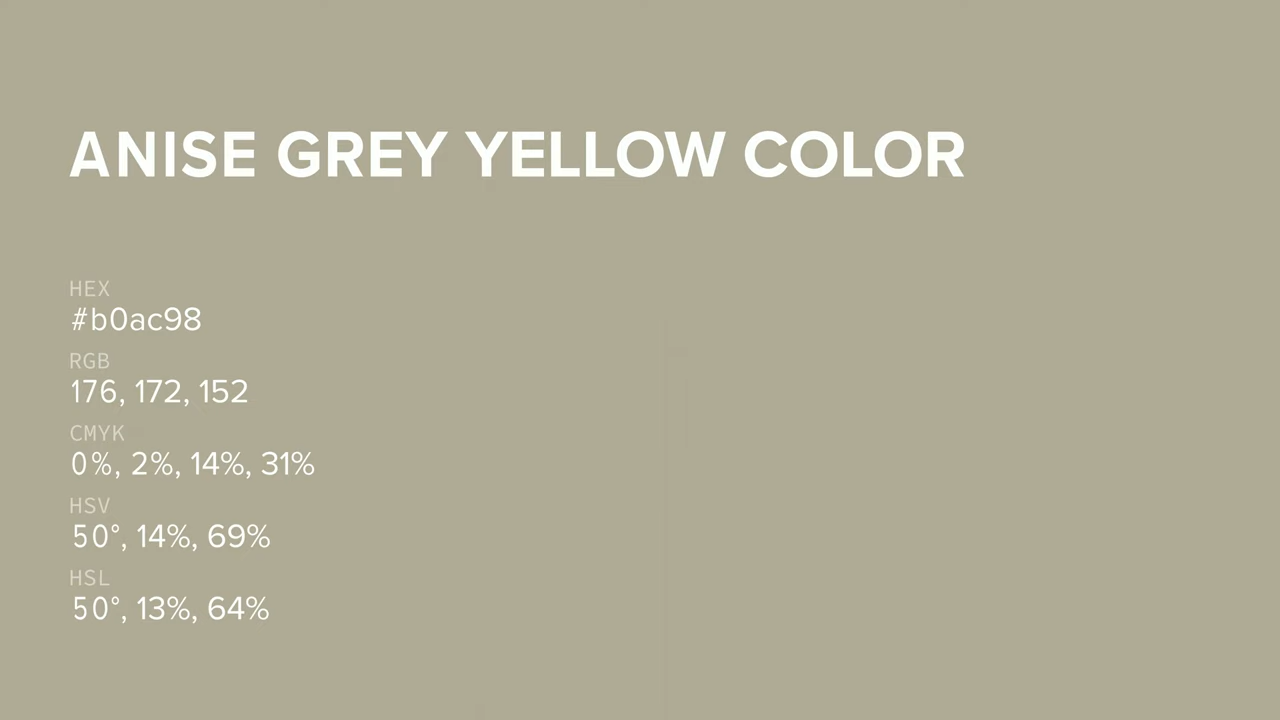 ANISE GREY YELLOW COLOR
HEX
#b0ac98
RGB
176, 172, 152
CMYK
0%, 2%, 14%, 31%
HSV
50°, 14%, 69%
HSL
50°, 13%, 64%